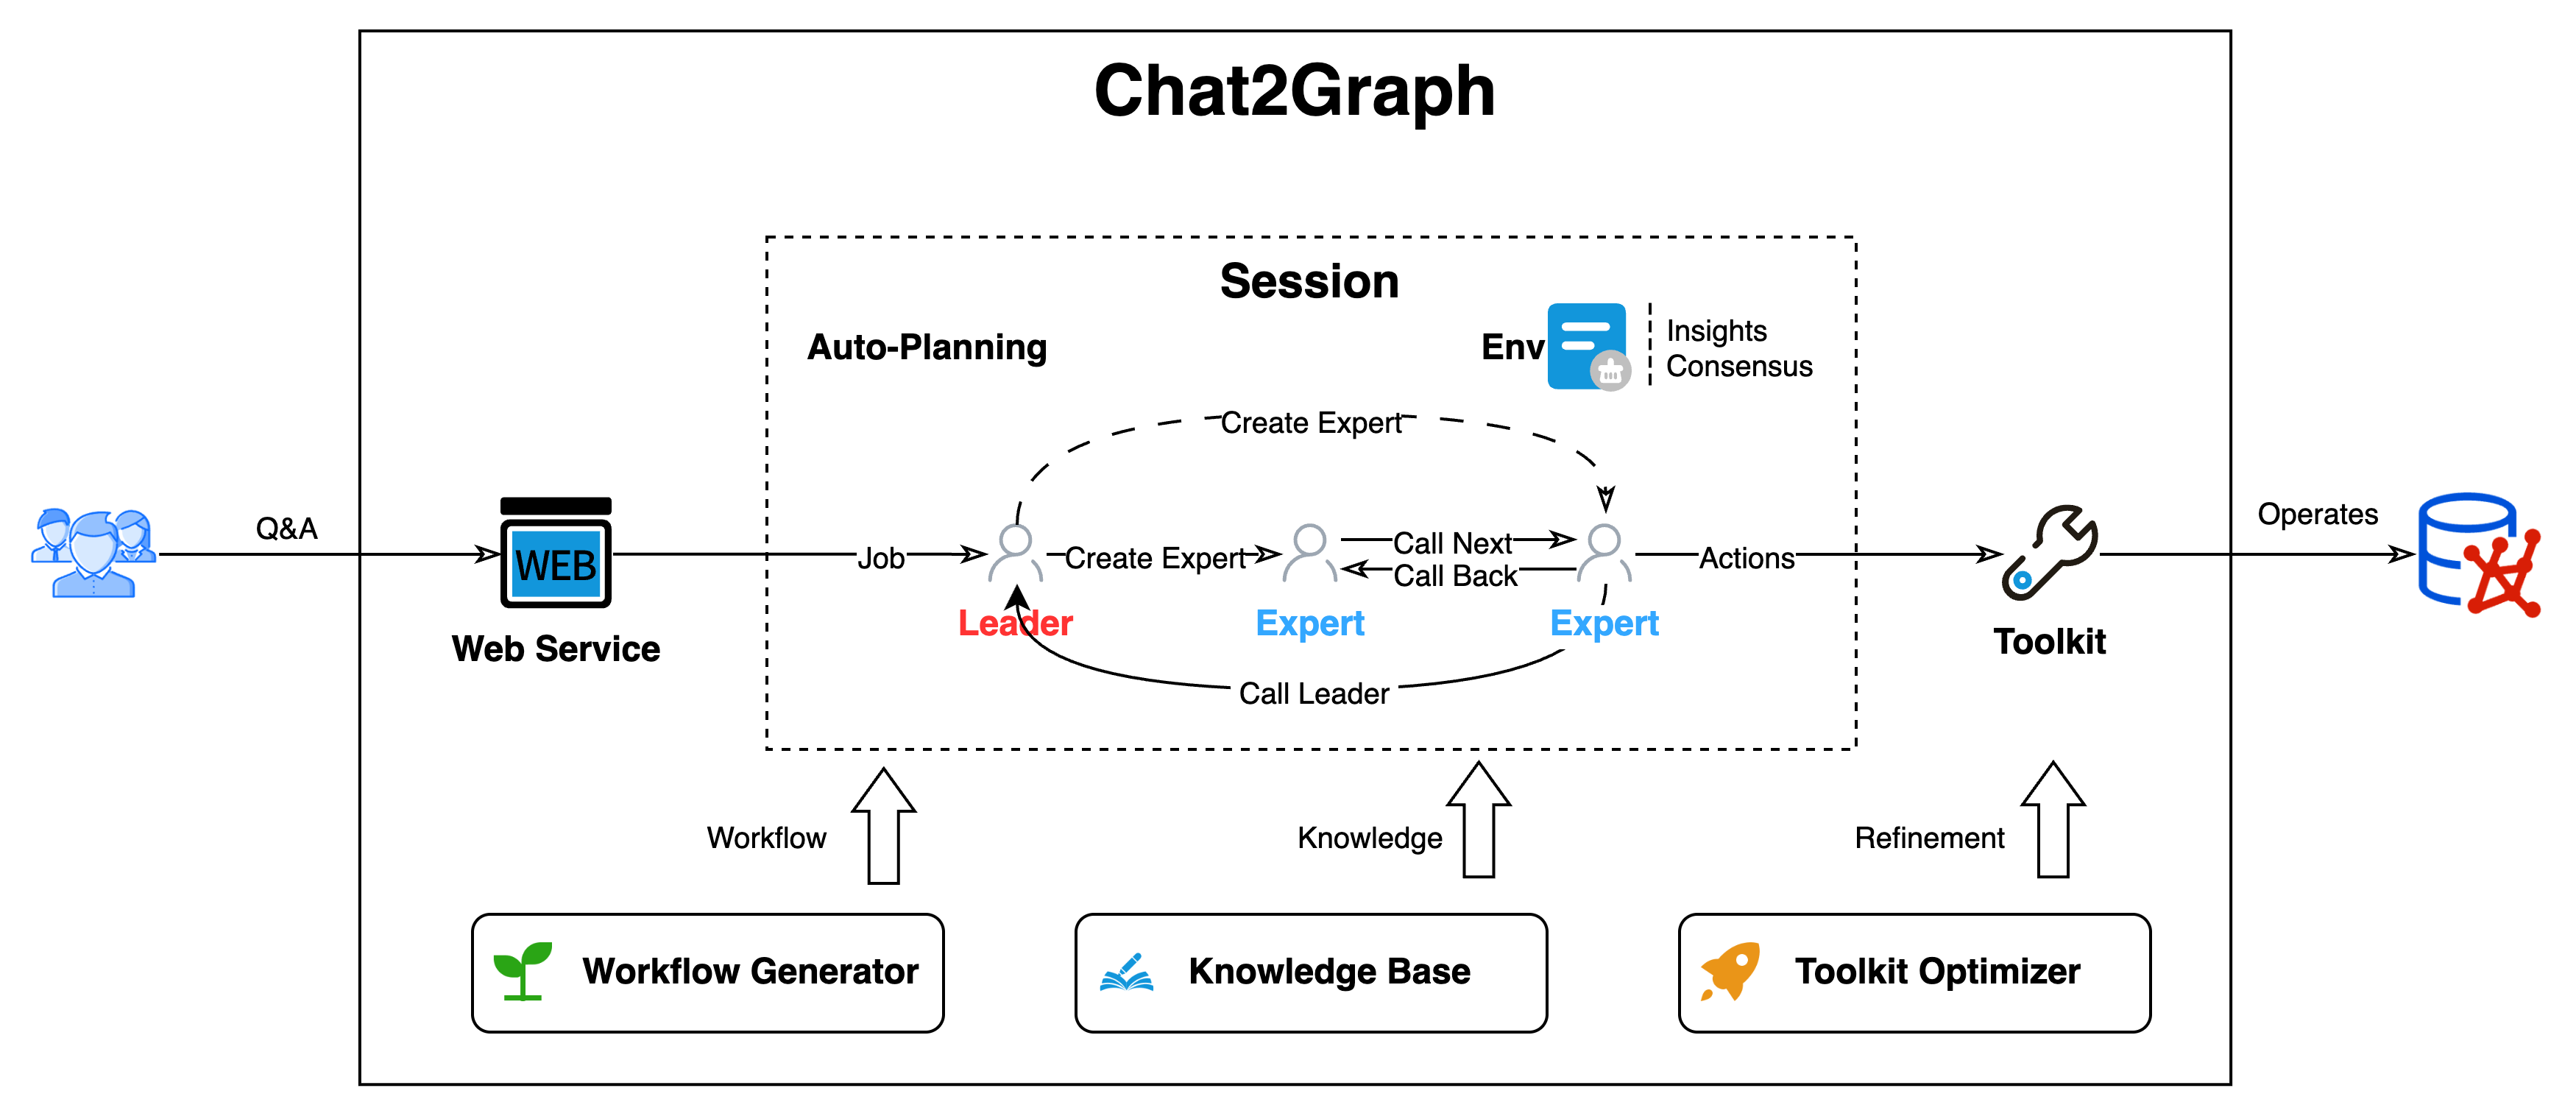 Chat2Graph
Session
Auto-Planning
Env
Insights
Consensus
Create Expert
Q&A
WEB
Web Service
Job
Create Expert
Call Next
Call Back
Actions
Operates
Leader
Expert
Expert
Toolkit
Call Leader
Workflow
Knowledge
Refinement
Workflow Generator
Knowledge Base
Toolkit Optimizer